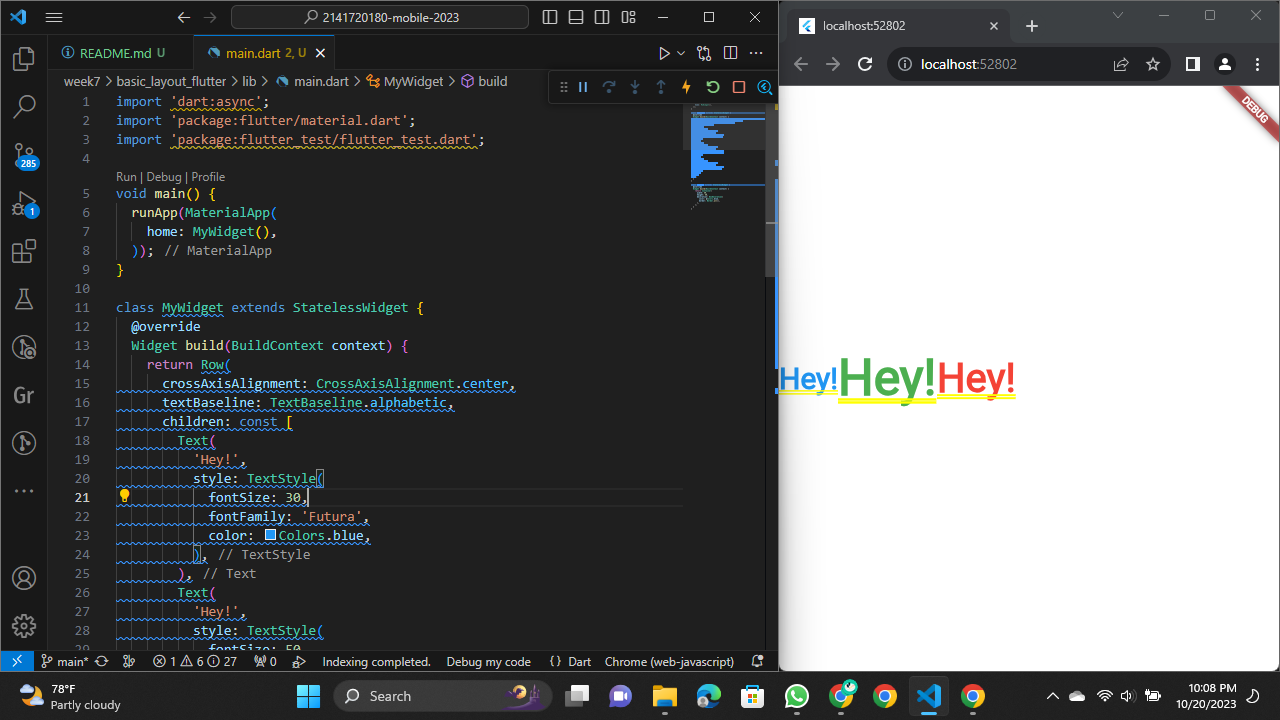 2141720180-mobile-2023
README.md U
main.dart 2, U
week7 > basic_layout_flutter > lib > main.dart > MyWidget > build
1 import 'dart:async';
2 import 'package:flutter/material.dart';
3 import 'package:flutter_test/flutter_test.dart';
4
Run | Debug | Profile
5 void main() {
6 runApp(MaterialApp(
7 home: MyWidget(),
8 )); // MaterialApp
9 }
10
11 class MyWidget extends StatelessWidget {
12 @override
13 Widget build(BuildContext context) {
14 return Row(
15 crossAxisAlignment: CrossAxisAlignment.center,
16 textBaseline: TextBaseline.alphabetic,
17 children: const [
18 Text(
19 'Hey!',
20 style: TextStyle(
21 fontSize: 30,
22 fontFamily: 'Futura',
23 color: Colors.blue,
24 ), // TextStyle
25 ), // Text
26 Text(
27 'Hey!',
28 style: TextStyle(
29 fontSize: 50
285
1
Gr
main* 1 6 27 0 Indexing completed. Debug my code {} Dart Chrome (web-javascript)
localhost:52802
localhost:52802
DEBUG
Hey! Hey! Hey!
78°F
Partly cloudy
Search
10:08 PM
10/20/2023